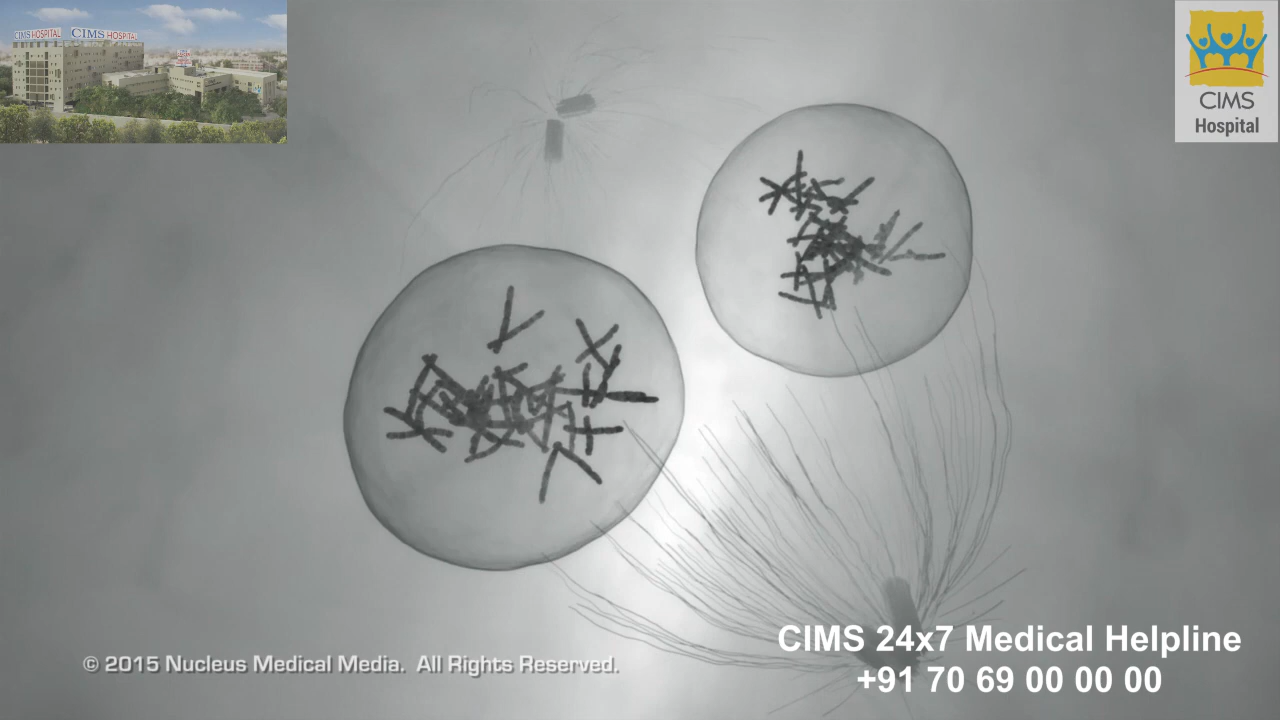 CIMS HOSPITAL CIMS HOSPITAL
CIMS
Hospital
© 2015 Nucleus Medical Media. All Rights Reserved.
CIMS 24x7 Medical Helpline
+91 70 69 00 00 00